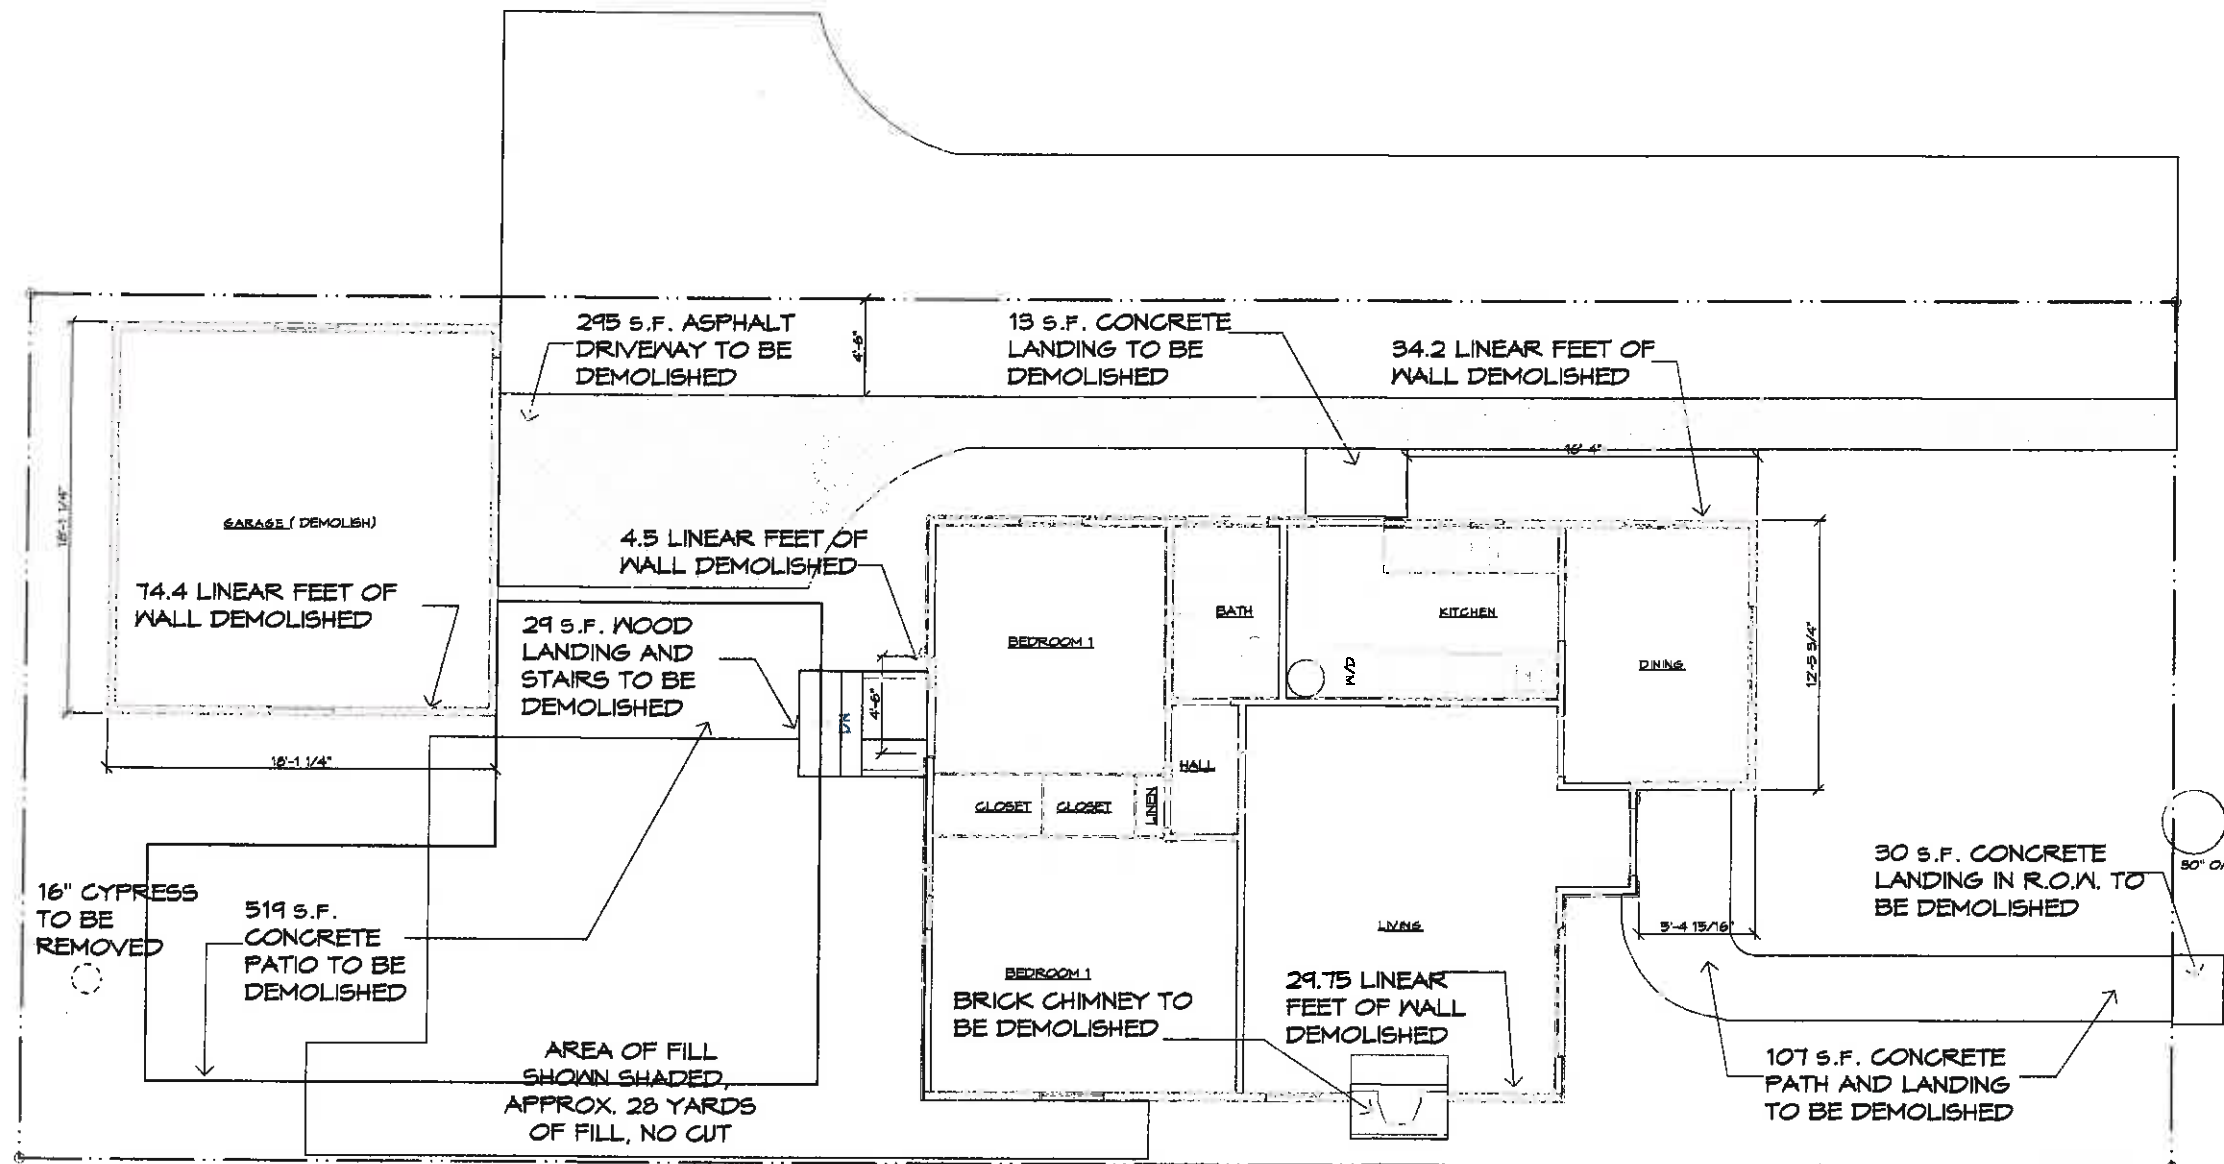 295 S.F. ASPHALT
DRIVEWAY TO BE
DEMOLISHED
4'-6"
13 S.F. CONCRETE
LANDING TO BE
DEMOLISHED
34.2 LINEAR FEET OF
WALL DEMOLISHED
16'-4"
18'-1 1/4"
GARAGE ( DEMOLISH)
74.4 LINEAR FEET OF
WALL DEMOLISHED
18'-1 1/4"
4.5 LINEAR FEET OF
WALL DEMOLISHED
29 S.F. WOOD
LANDING AND
STAIRS TO BE
DEMOLISHED
DN
4'-6"
BEDROOM 1
BATH
KITCHEN
W/D
DINING
12'-5 3/4"
HALL
CLOSET
CLOSET
LINEN
16" CYPRESS
TO BE
REMOVED
519 S.F.
CONCRETE
PATIO TO BE
DEMOLISHED
AREA OF FILL
SHOWN SHADED,
APPROX. 28 YARDS
OF FILL, NO CUT
BEDROOM 1
BRICK CHIMNEY TO
BE DEMOLISHED
LIVING
29.75 LINEAR
FEET OF WALL
DEMOLISHED
5'-4 15/16"
30 S.F. CONCRETE
LANDING IN R.O.W. TO
BE DEMOLISHED
107 S.F. CONCRETE
PATH AND LANDING
TO BE DEMOLISHED